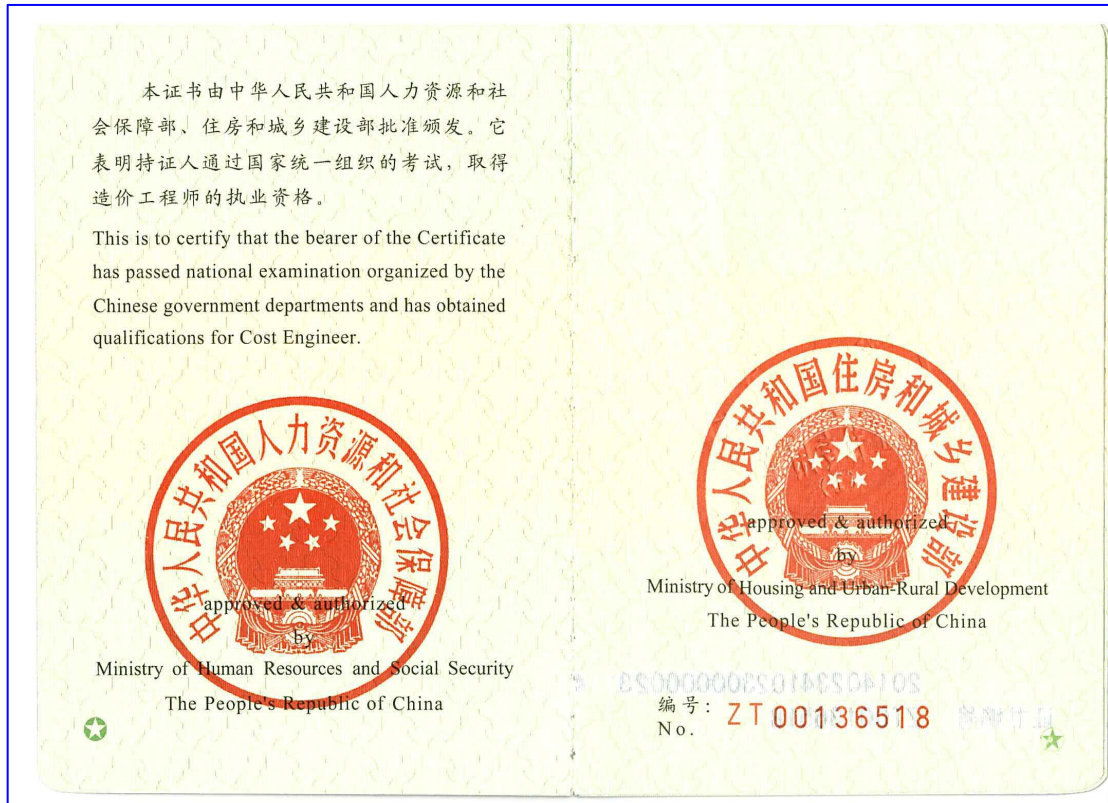 本证书由中华人民共和国人力资源和社
会保障部、住房和城乡建设部批准颁发。它
表明持证人通过国家统一组织的考试，取得
造价工程师的执业资格。
This is to certify that the bearer of the Certificate
has passed national examination organized by the
Chinese government departments and has obtained
qualifications for Cost Engineer.
中华人民共和国人力资源和社会保障部
approved & authorized
by
Ministry of Human Resources and Social Security
The People's Republic of China
中华人民共和国住房和城乡建设部
approved & authorized
by
Ministry of Housing and Urban-Rural Development
The People's Republic of China
编号：
No.
ZT00136518